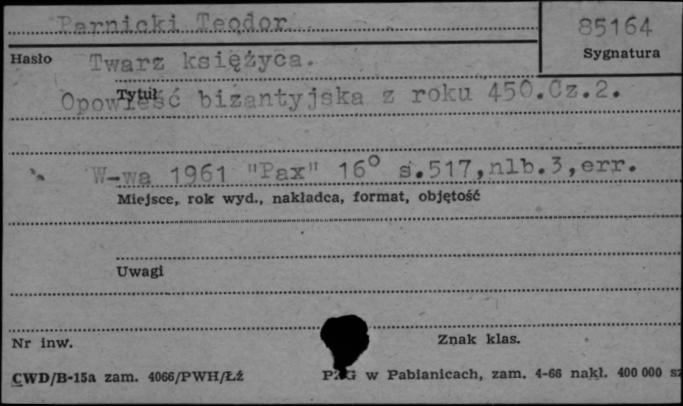 Parnicki Teodor
85164
Hasło
Twarz księżyca.
Sygnatura
Tytuł
Opowieść bizantyjska z roku 450.Cz.2.
W-wa 1961 "Pax" 16° s.517,nlb.3,err.
Miejsce, rok wyd., nakładca, format, objętość
Uwagi
Nr inw.
Znak klas.
CWD/B-15a zam. 4066/PWH/Łź
w Pabianicach, zam. 4-66 nakł. 400 000 sz